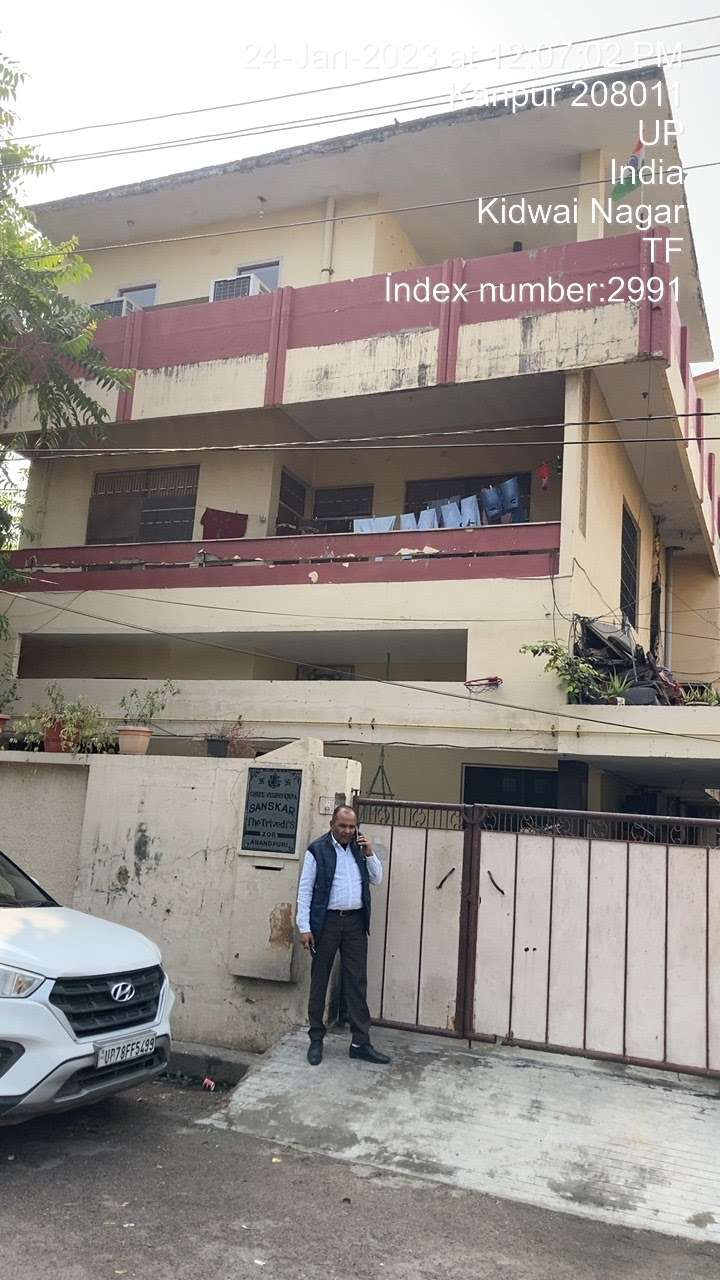 24-Jan-2023 at 12:07:02 PM
Kanpur 208011
UP
India
Kidwai Nagar
TF
Index number:2991
SANSKAR
The Trivedi's
ANANDPURI
UP78FF5499